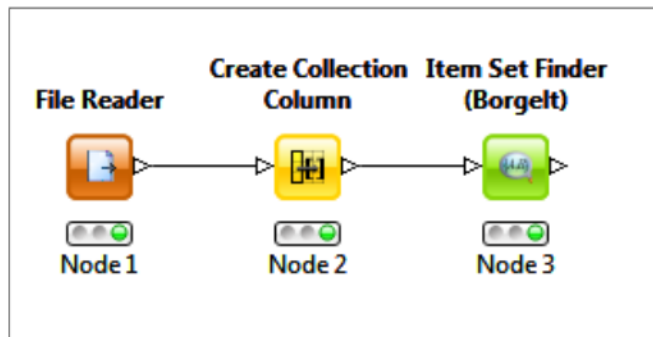 File Reader
Create Collection
Column
Item Set Finder
(Borgelt)
Node 1
Node 2
Node 3